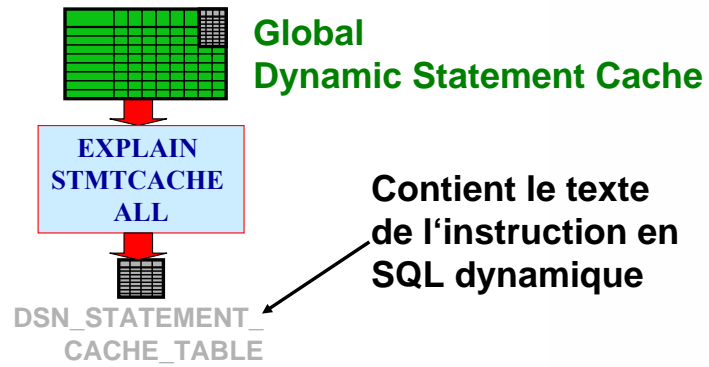 Global
Dynamic Statement Cache
EXPLAIN
STMTCACHE
ALL
Contient le texte
de l‘instruction en
SQL dynamique
DSN_STATEMENT_
CACHE_TABLE